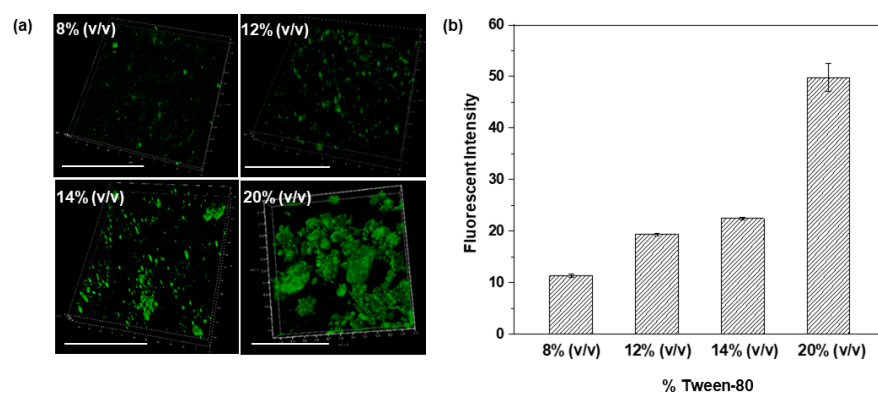 (a)
8% (v/v)
12% (v/v)
14% (v/v)
20% (v/v)
(b)
Fluorescent Intensity
60
50
40
30
20
10
0
8% (v/v) 12% (v/v) 14% (v/v) 20% (v/v)
% Tween-80